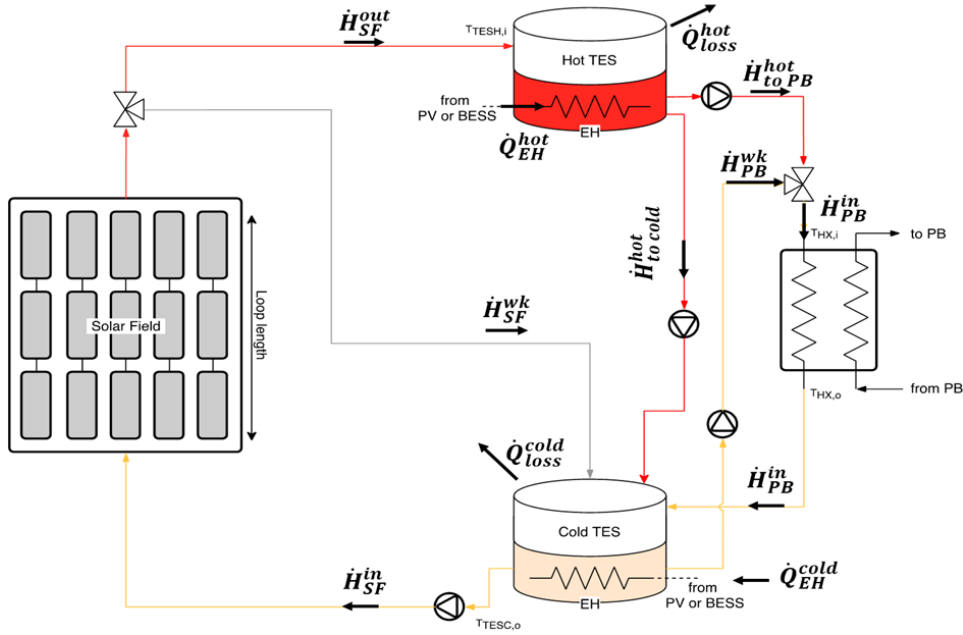 Ḣ_SF^out
T_TESH,i
Q̇_loss^hot
Hot TES
Ḣ_to PB^hot
from
PV or BESS
EH
Q̇_EH^hot
Ḣ_PB^wk
Ḣ_PB^in
T_HX,i
to PB
Ḣ_to cold^hot
Loop length
Solar Field
Ḣ_SF^wk
T_HX,o
from PB
Q̇_loss^cold
Ḣ_PB^in
Cold TES
Ḣ_SF^in
EH
from
PV or BESS
Q̇_EH^cold
T_TESC,o